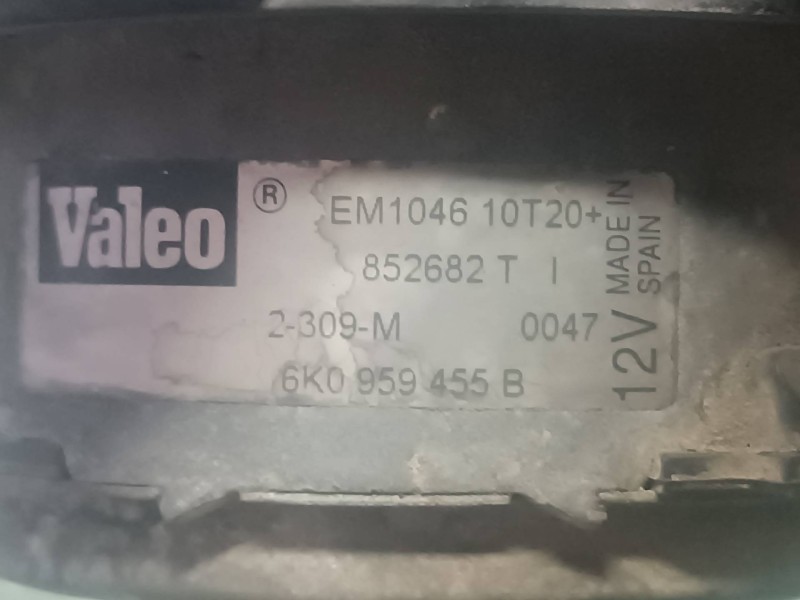 Valeo ®
EM1046 10T20+
852682 T I
2-309-M 0047
6K0 959 455 B
12V
MADE IN
SPAIN